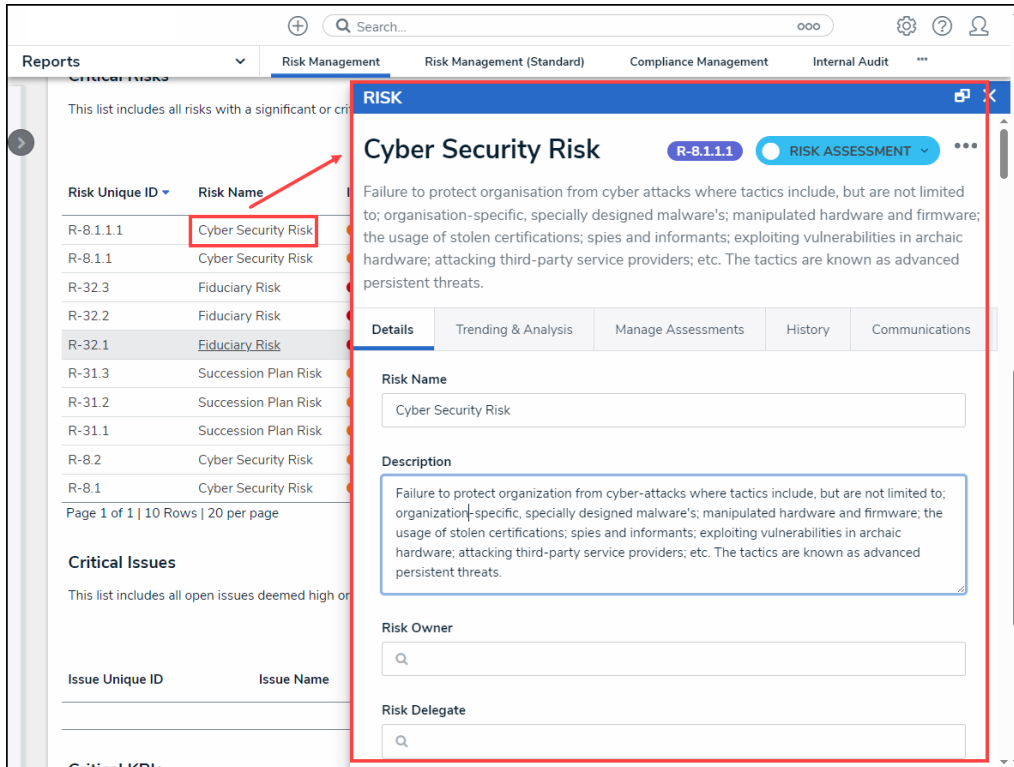 Search...
Reports
Risk Management
Risk Management (Standard)
Compliance Management
Internal Audit
Critical Risks
This list includes all risks with a significant or cri
Risk Unique ID
Risk Name
R-8.1.1.1
Cyber Security Risk
R-8.1.1
Cyber Security Risk
R-32.3
Fiduciary Risk
R-32.2
Fiduciary Risk
R-32.1
Fiduciary Risk
R-31.3
Succession Plan Risk
R-31.2
Succession Plan Risk
R-31.1
Succession Plan Risk
R-8.2
Cyber Security Risk
R-8.1
Cyber Security Risk
Page 1 of 1 | 10 Rows | 20 per page
Critical Issues
This list includes all open issues deemed high or
Issue Unique ID
Issue Name
Critical KRIs
RISK
Cyber Security Risk
R-8.1.1.1
RISK ASSESSMENT
Failure to protect organisation from cyber attacks where tactics include, but are not limited
to; organisation-specific, specially designed malware's; manipulated hardware and firmware;
the usage of stolen certifications; spies and informants; exploiting vulnerabilities in archaic
hardware; attacking third-party service providers; etc. The tactics are known as advanced
persistent threats.
Details
Trending & Analysis
Manage Assessments
History
Communications
Risk Name
Cyber Security Risk
Description
Failure to protect organization from cyber-attacks where tactics include, but are not limited to;
organization-specific, specially designed malware's; manipulated hardware and firmware; the
usage of stolen certifications; spies and informants; exploiting vulnerabilities in archaic
hardware; attacking third-party service providers; etc. The tactics are known as advanced
persistent threats.
Risk Owner
Risk Delegate